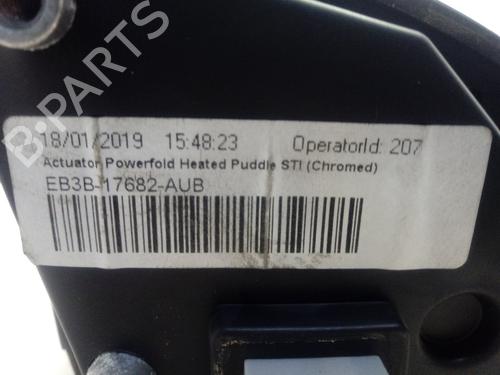 18/01/2019 15:48:23 OperatorId: 207
Actuator Powerfold Heated Puddle STI (Chromed)
EB3B-17682-AUB
B-PARTS